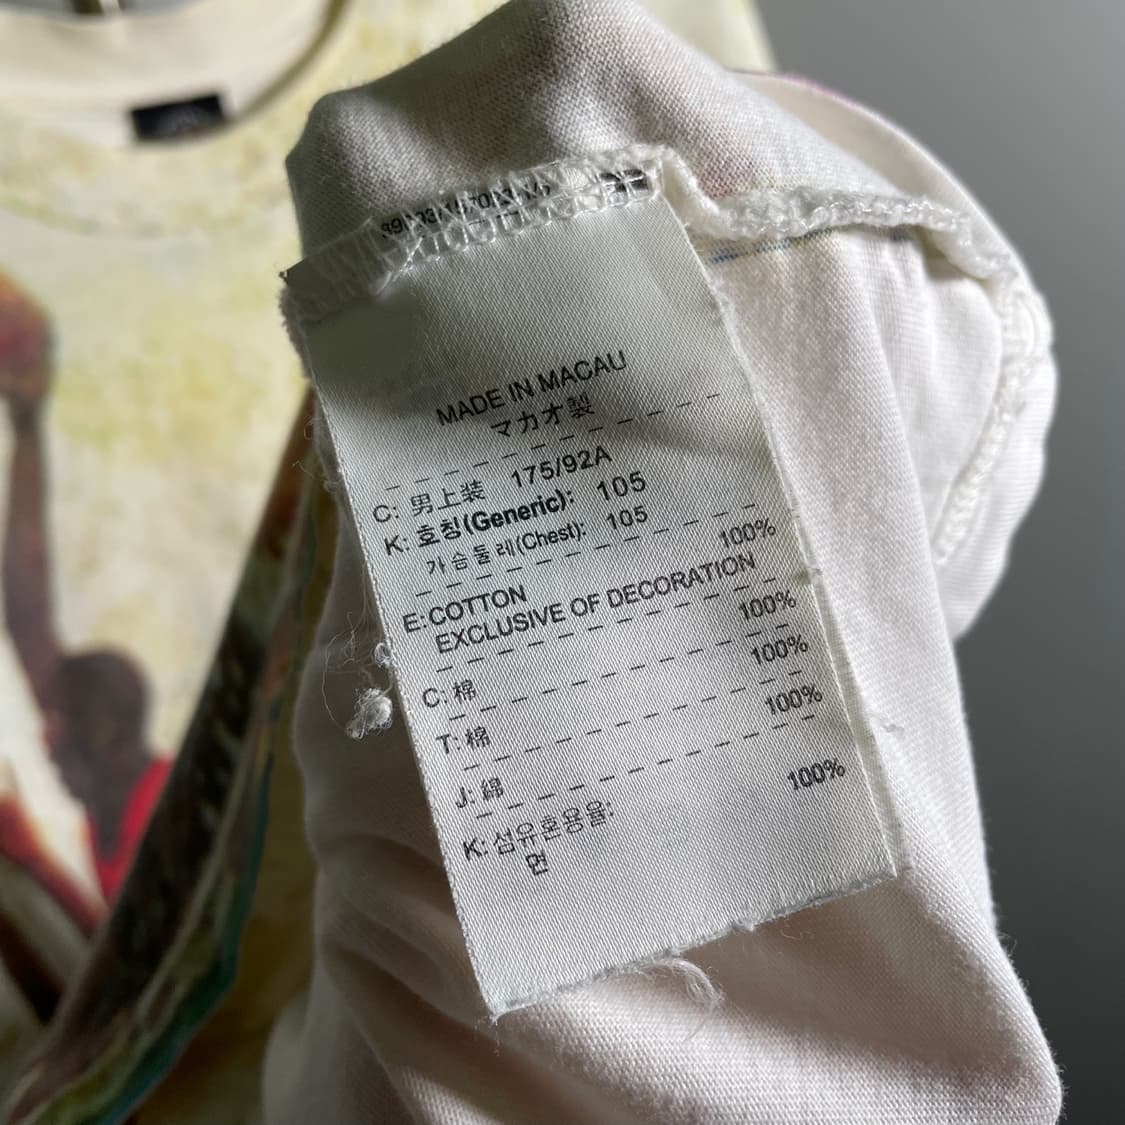 MADE IN MACAU
マカオ製
C: 男上装 175/92A
K: 호칭(Generic): 105
가슴둘레(Chest): 105
E: COTTON 100%
EXCLUSIVE OF DECORATION
C: 棉 100%
T: 棉 100%
J: 綿 100%
K: 섬유혼용율:
면 100%